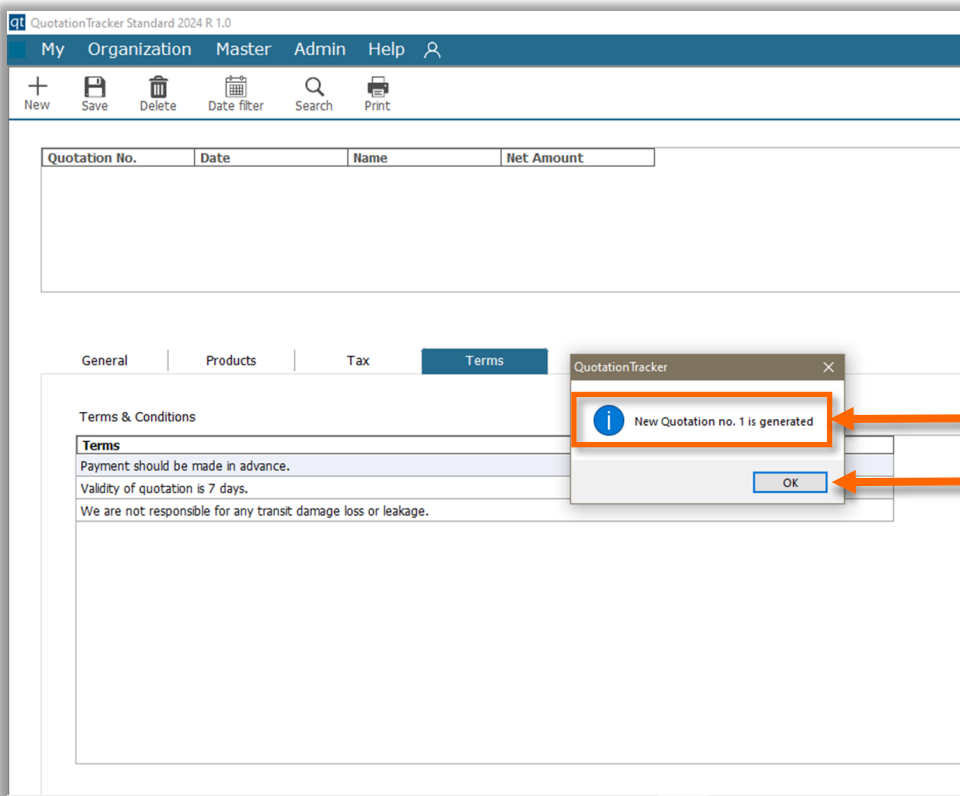 qt QuotationTracker Standard 2024 R 1.0
My Organization Master Admin Help
New Save Delete Date filter Search Print
Quotation No. Date Name Net Amount
General Products Tax Terms
QuotationTracker
New Quotation no. 1 is generated
OK
Terms & Conditions
Terms
Payment should be made in advance.
Validity of quotation is 7 days.
We are not responsible for any transit damage loss or leakage.